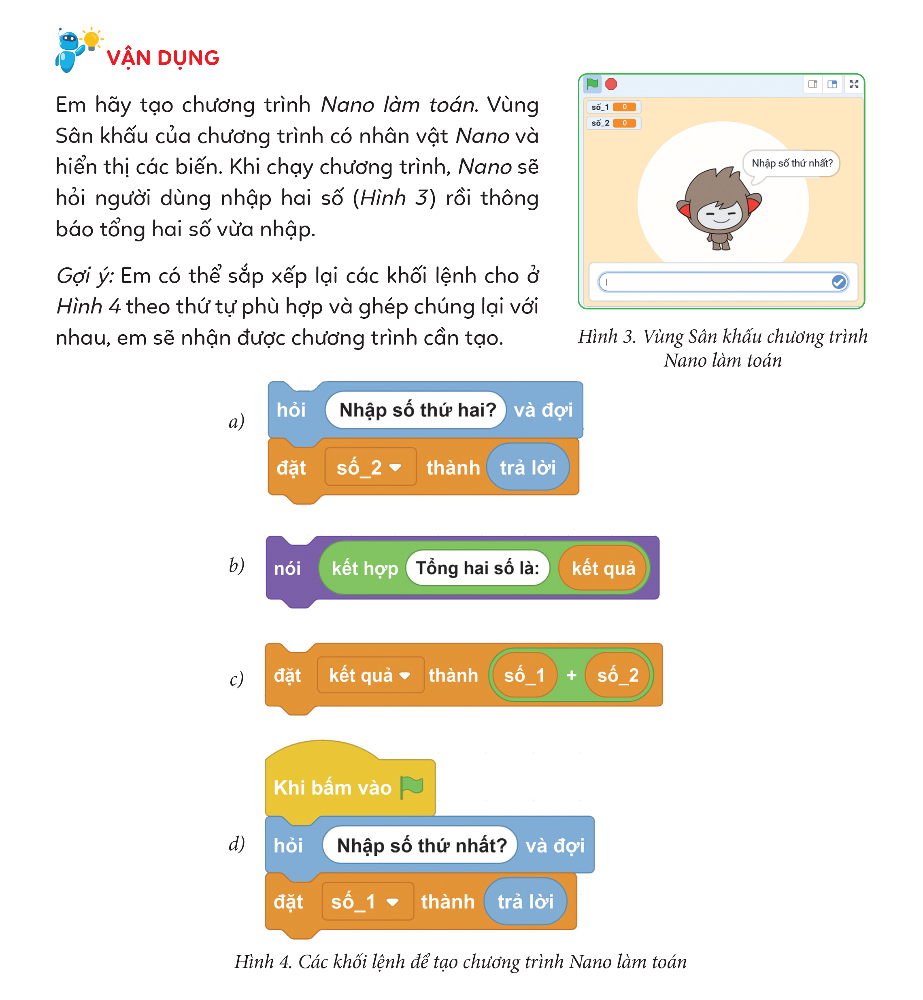 VẬN DỤNG
Em hãy tạo chương trình Nano làm toán. Vùng
Sân khấu của chương trình có nhân vật Nano và
hiển thị các biến. Khi chạy chương trình, Nano sẽ
hỏi người dùng nhập hai số (Hình 3) rồi thông
báo tổng hai số vừa nhập.
Gợi ý: Em có thể sắp xếp lại các khối lệnh cho ở
Hình 4 theo thứ tự phù hợp và ghép chúng lại với
nhau, em sẽ nhận được chương trình cần tạo.
số_1 0
số_2 0
Nhập số thứ nhất?
Hình 3. Vùng Sân khấu chương trình
Nano làm toán
a)
hỏi Nhập số thứ hai? và đợi
đặt số_2 thành trả lời
b)
nói kết hợp Tổng hai số là: kết quả
c)
đặt kết quả thành số_1 + số_2
d)
Khi bấm vào
hỏi Nhập số thứ nhất? và đợi
đặt số_1 thành trả lời
Hình 4. Các khối lệnh để tạo chương trình Nano làm toán